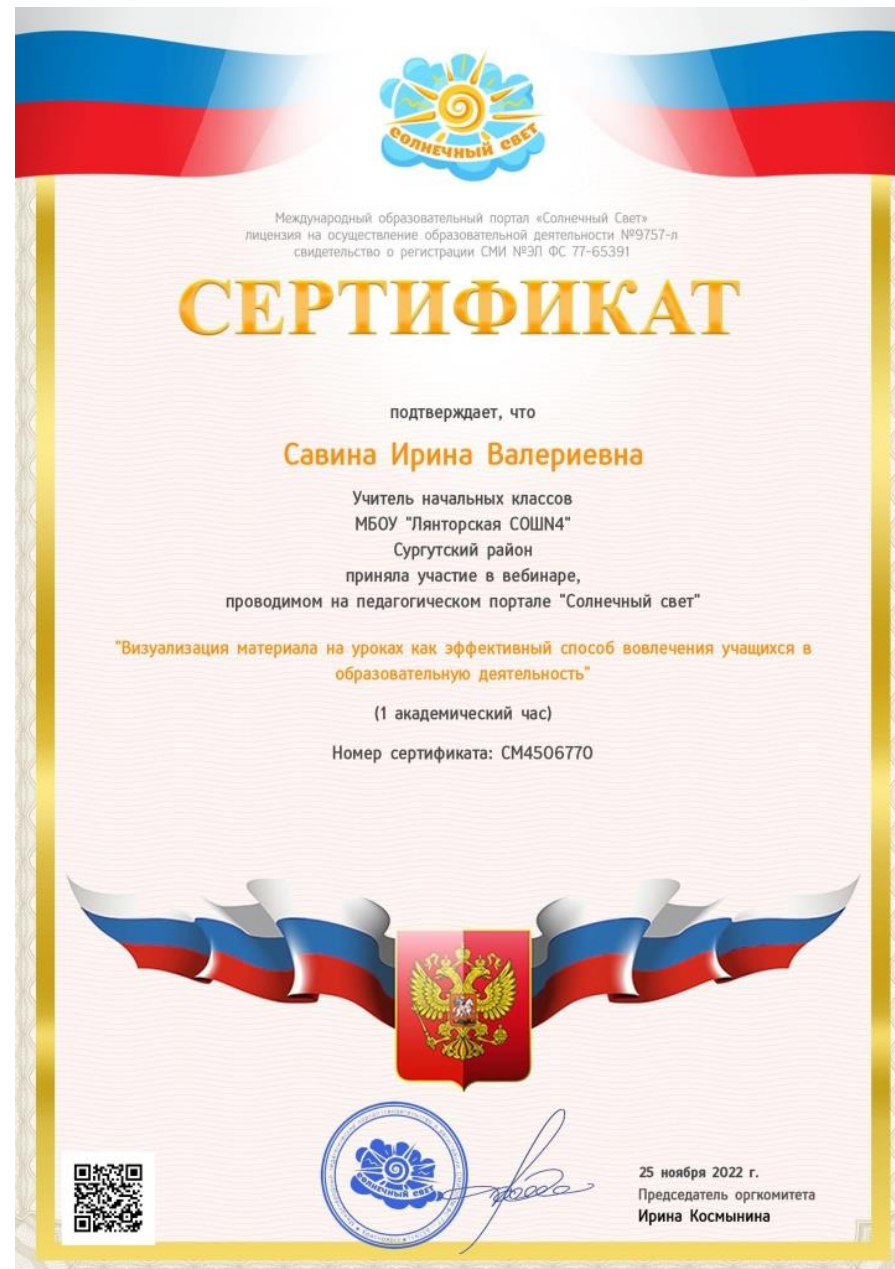 СОЛНЕЧНЫЙ СВЕТ
Международный образовательный портал «Солнечный Свет»
лицензия на осуществление образовательной деятельности №9757-л
свидетельство о регистрации СМИ №ЭЛ ФС 77-65391
СЕРТИФИКАТ
подтверждает, что
Савина Ирина Валериевна
Учитель начальных классов
МБОУ "Лянторская СОШN4"
Сургутский район
приняла участие в вебинаре,
проводимом на педагогическом портале "Солнечный свет"
"Визуализация материала на уроках как эффективный способ вовлечения учащихся в
образовательную деятельность"
(1 академический час)
Номер сертификата: СМ4506770
СОЛНЕЧНЫЙ СВЕТ
25 ноября 2022 г.
Председатель оргкомитета
Ирина Космынина